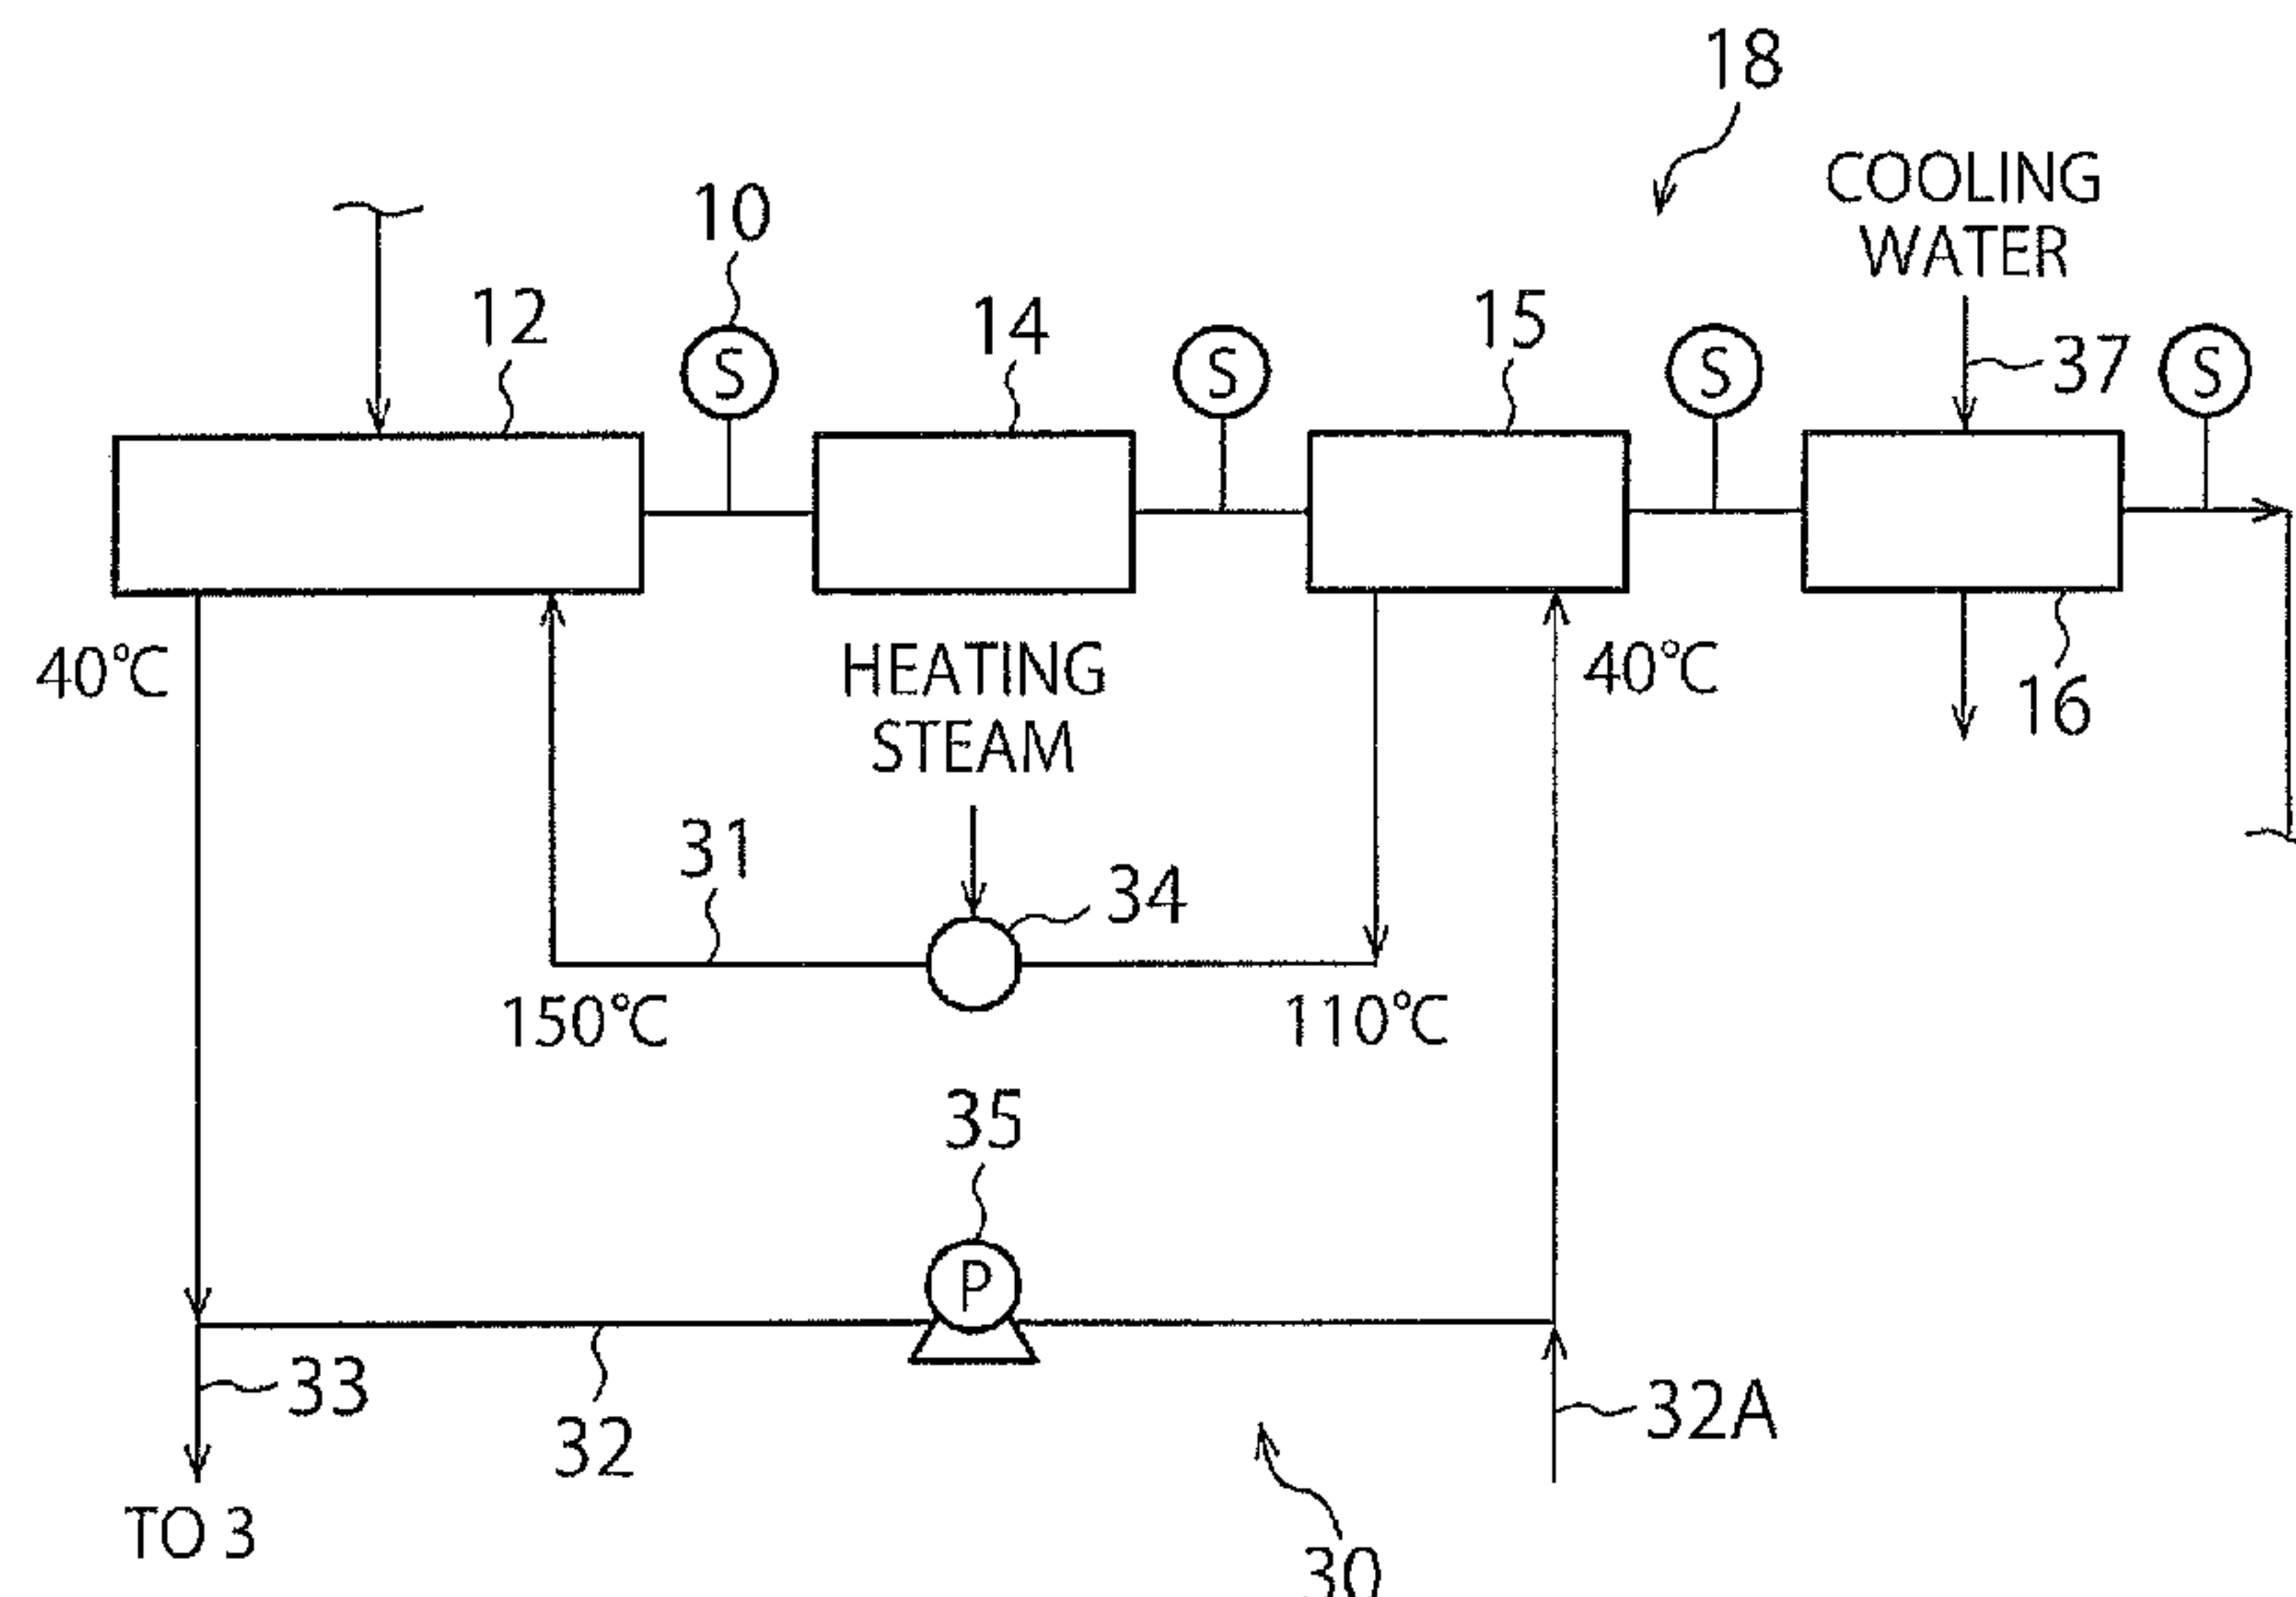 18
COOLING
WATER
10
12
14
15
37
S
S
S
S
40°C
HEATING
STEAM
40°C
16
31
34
150°C
110°C
35
P
33
32
32A
TO 3
30